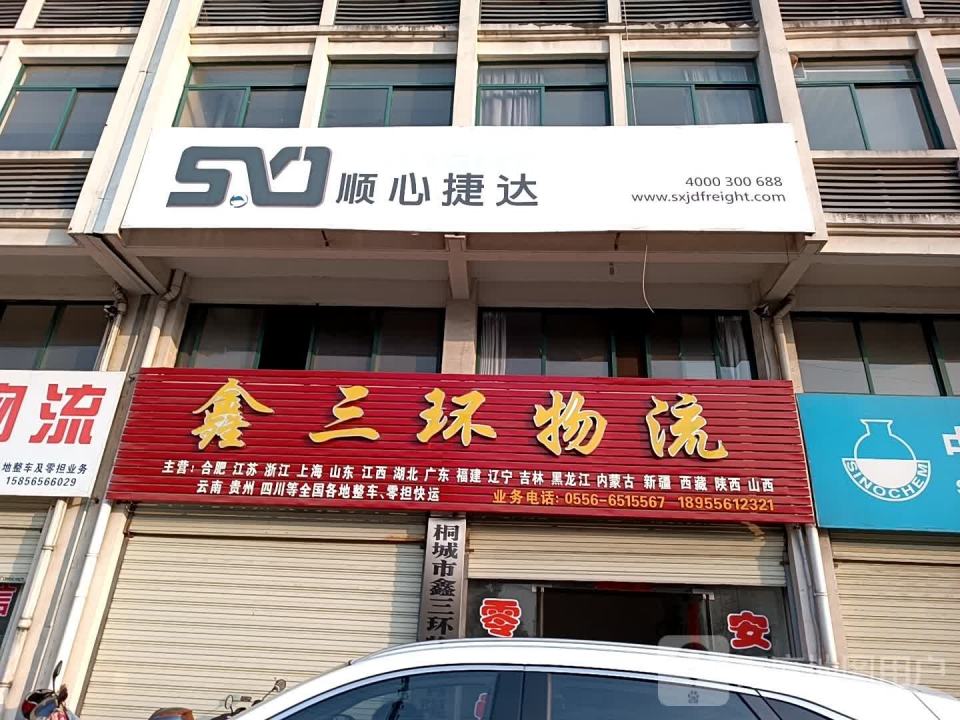 SXJD 顺心捷达
4000 300 688
www.sxjdfreight.com
物流
地整车及零担业务
15856566029
鑫三环物流
主营：合肥 江苏 浙江 上海 山东 江西 湖北 广东 福建 辽宁 吉林 黑龙江 内蒙古 新疆 西藏 陕西 山西
云南 贵州 四川等全国各地整车、零担快运
业务电话：0556-6515567 18955612321
SINOCHEM
桐城市鑫三环
零
安